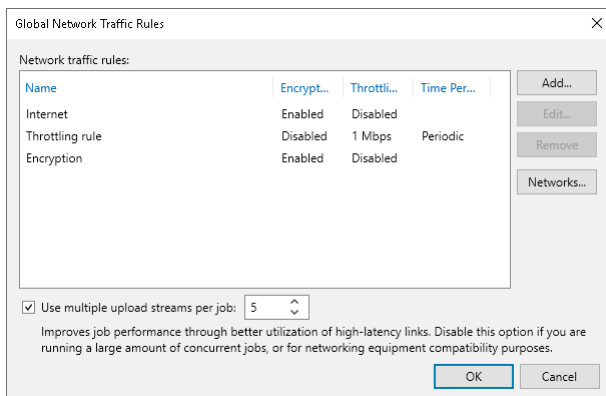 Global Network Traffic Rules
Network traffic rules:
Name Encrypt... Throttli... Time Per...
Internet Enabled Disabled
Throttling rule Disabled 1 Mbps Periodic
Encryption Enabled Disabled
Add...
Edit...
Remove
Networks...
Use multiple upload streams per job: 5
Improves job performance through better utilization of high-latency links. Disable this option if you are
running a large amount of concurrent jobs, or for networking equipment compatibility purposes.
OK Cancel